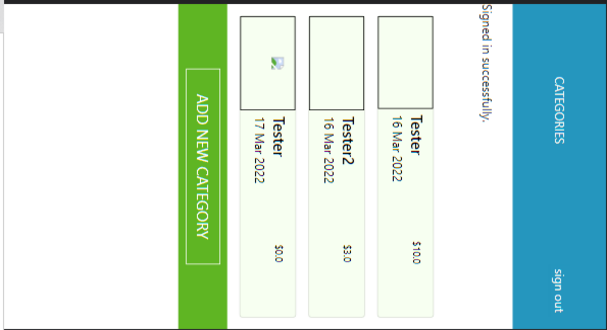 CATEGORIES
sign out
Signed in successfully.
Tester
16 Mar 2022
$10.0
Tester2
16 Mar 2022
$3.0
Tester
17 Mar 2022
$0.0
ADD NEW CATEGORY